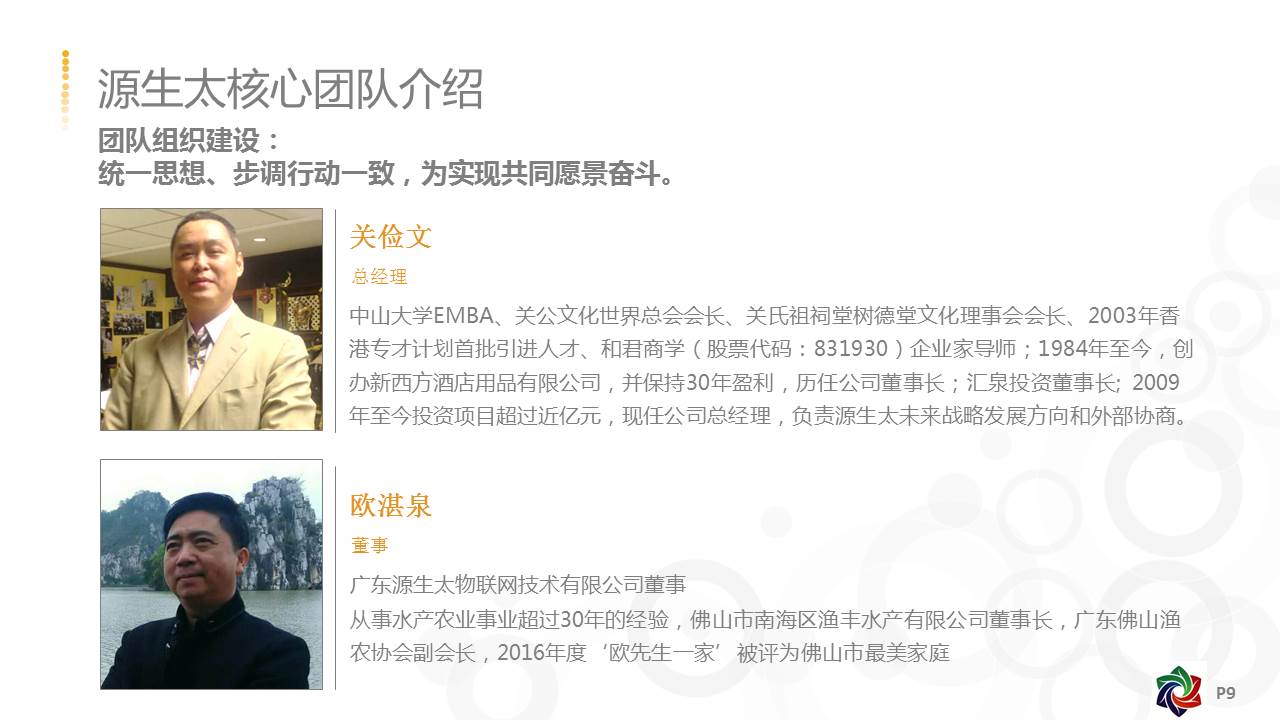 源生太核心团队介绍
团队组织建设：
统一思想、步调行动一致，为实现共同愿景奋斗。
关俭文
总经理
中山大学EMBA、关公文化世界总会会长、关氏祖祠堂树德堂文化理事会会长、2003年香
港专才计划首批引进人才、和君商学（股票代码：831930）企业家导师；1984年至今，创
办新西方酒店用品有限公司，并保持30年盈利，历任公司董事长；汇泉投资董事长; 2009
年至今投资项目超过近亿元，现任公司总经理，负责源生太未来战略发展方向和外部协商。
欧湛泉
董事
广东源生太物联网技术有限公司董事
从事水产农业事业超过30年的经验，佛山市南海区渔丰水产有限公司董事长，广东佛山渔
农协会副会长，2016年度‘欧先生一家’被评为佛山市最美家庭
P9